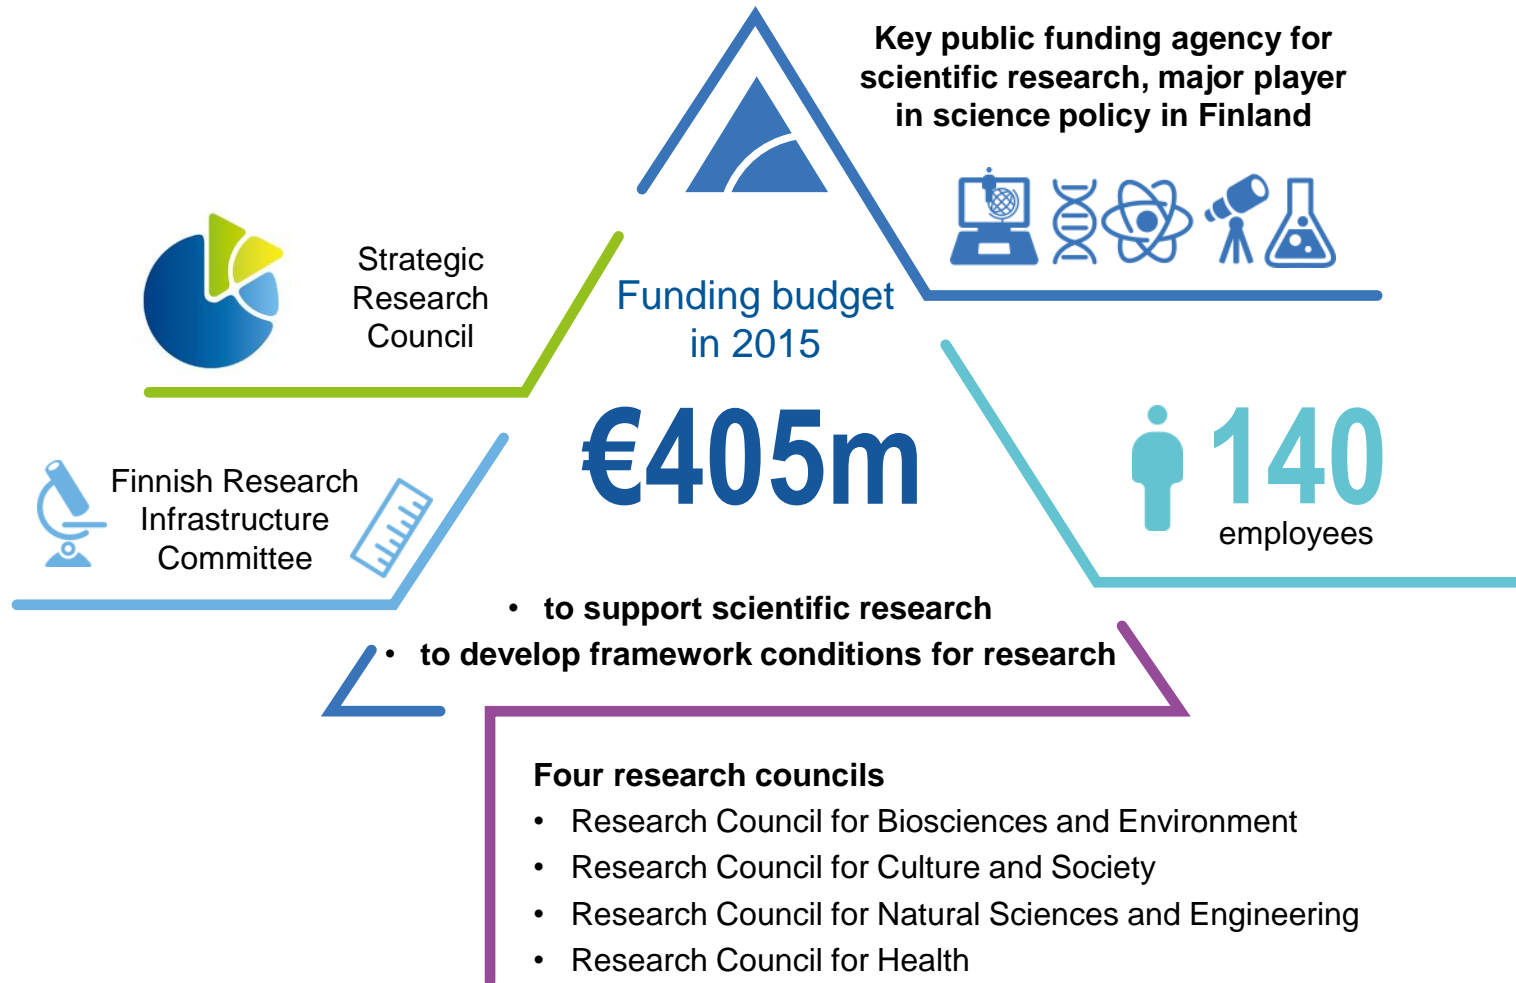 Key public funding agency for
scientific research, major player
in science policy in Finland
Strategic
Research
Council
Funding budget
in 2015
€405m
Finnish Research
Infrastructure
Committee
140
employees
• to support scientific research
• to develop framework conditions for research
Four research councils
• Research Council for Biosciences and Environment
• Research Council for Culture and Society
• Research Council for Natural Sciences and Engineering
• Research Council for Health